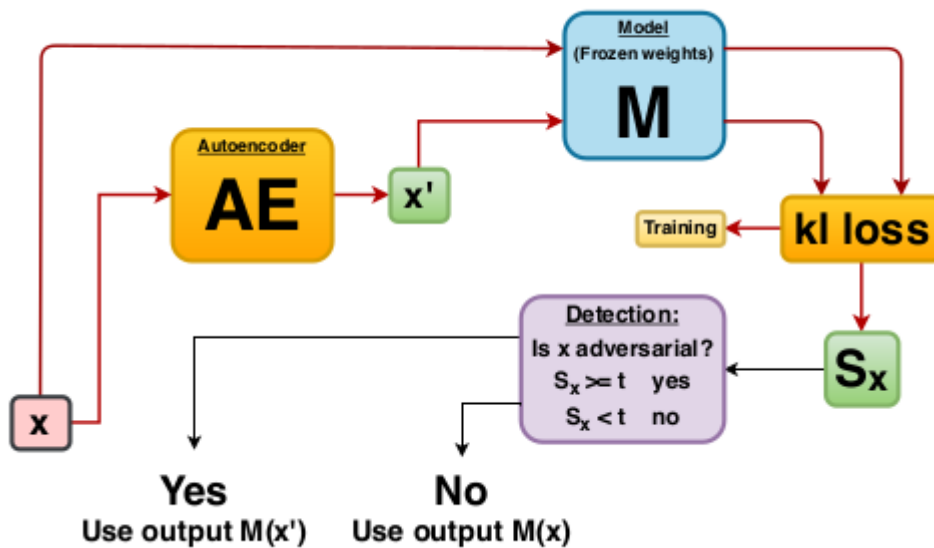 Model
(Frozen weights)
M
Autoencoder
AE
x'
Training
kl loss
Detection:
Is x adversarial?
Sx >= t yes
Sx < t no
Sx
x
Yes
Use output M(x')
No
Use output M(x)